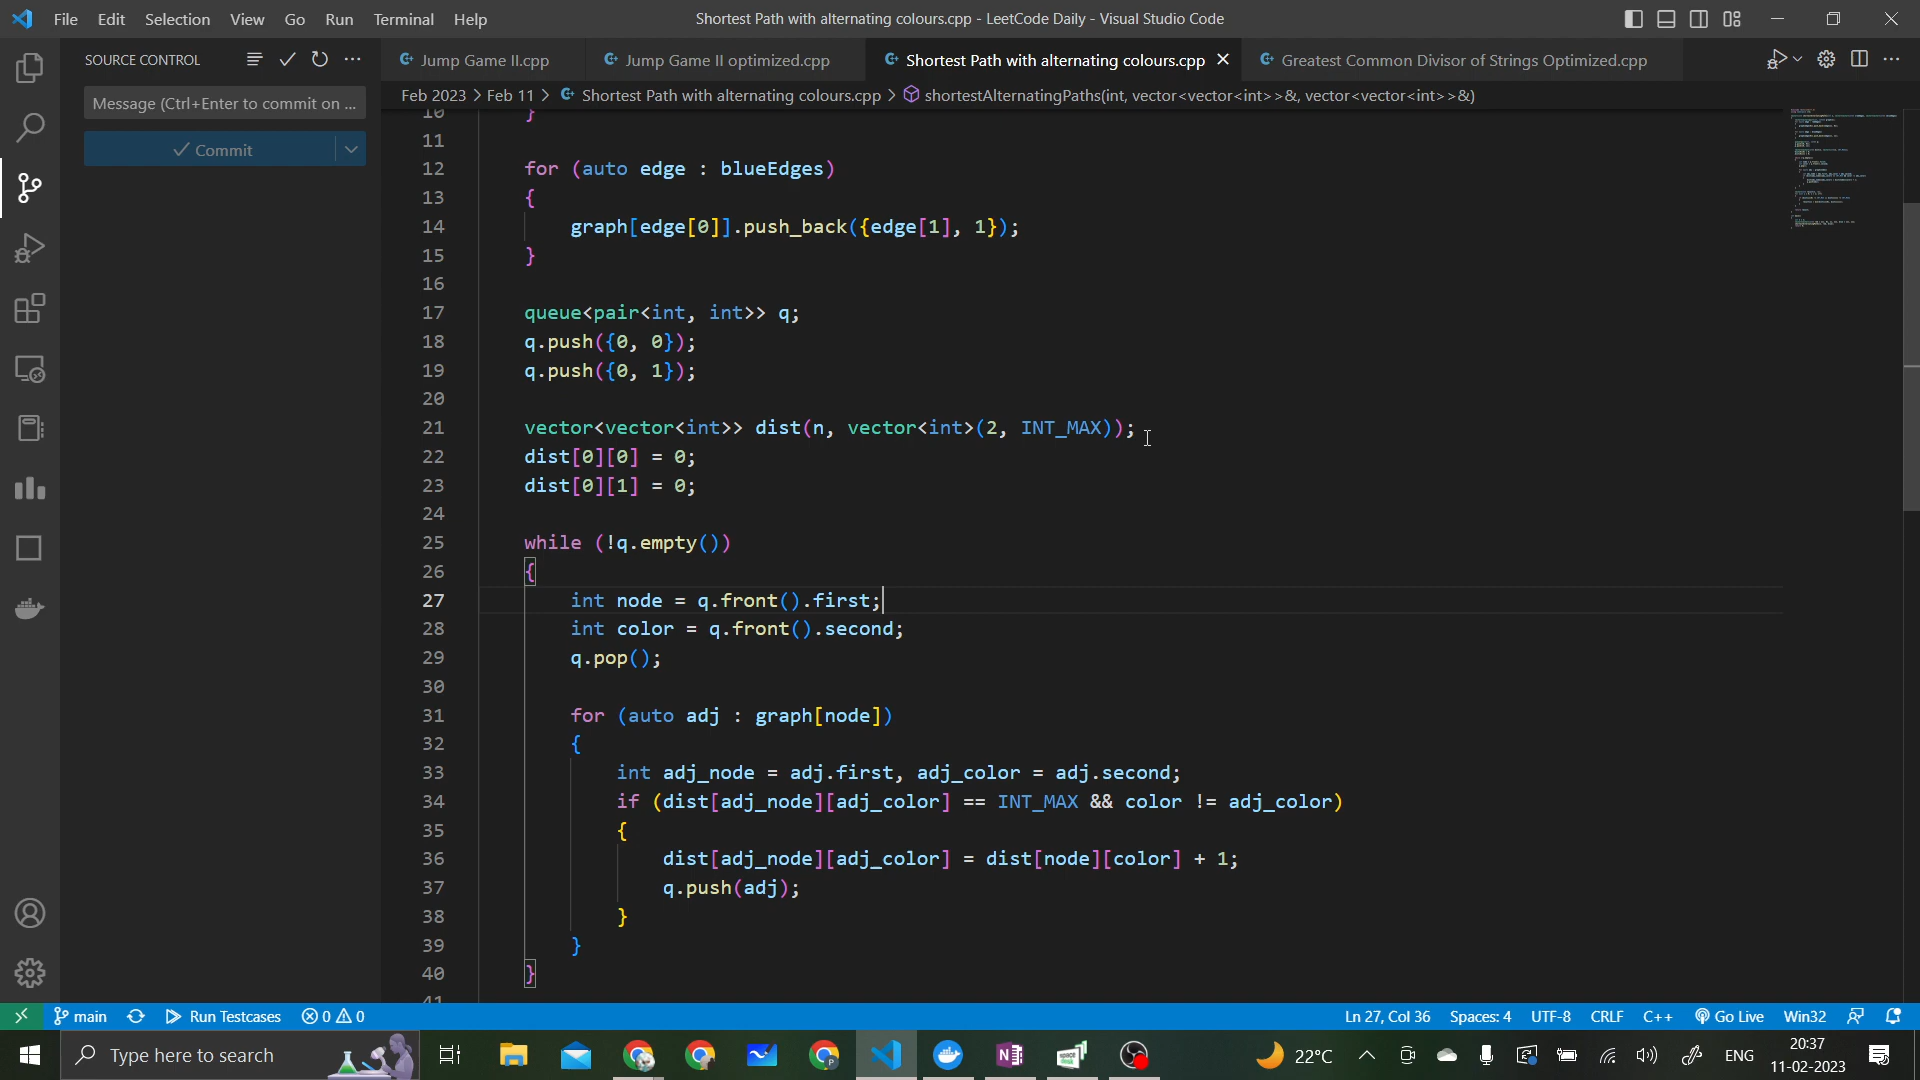 File Edit Selection View Go Run Terminal Help
Shortest Path with alternating colours.cpp - LeetCode Daily - Visual Studio Code
SOURCE CONTROL
Jump Game II.cpp
Jump Game II optimized.cpp
Shortest Path with alternating colours.cpp
Greatest Common Divisor of Strings Optimized.cpp
Message (Ctrl+Enter to commit on ...
Commit
Feb 2023 > Feb 11 > Shortest Path with alternating colours.cpp > shortestAlternatingPaths(int, vector<vector<int>>&, vector<vector<int>>&)
10 }
11
12 for (auto edge : blueEdges)
13 {
14 graph[edge[0]].push_back({edge[1], 1});
15 }
16
17 queue<pair<int, int>> q;
18 q.push({0, 0});
19 q.push({0, 1});
20
21 vector<vector<int>> dist(n, vector<int>(2, INT_MAX));
22 dist[0][0] = 0;
23 dist[0][1] = 0;
24
25 while (!q.empty())
26 {
27 int node = q.front().first;
28 int color = q.front().second;
29 q.pop();
30
31 for (auto adj : graph[node])
32 {
33 int adj_node = adj.first, adj_color = adj.second;
34 if (dist[adj_node][adj_color] == INT_MAX && color != adj_color)
35 {
36 dist[adj_node][adj_color] = dist[node][color] + 1;
37 q.push(adj);
38 }
39 }
40 }
41
main Run Testcases 0 0
Ln 27, Col 36 Spaces: 4 UTF-8 CRLF C++ Go Live Win32
Type here to search
22°C
ENG
20:37
11-02-2023